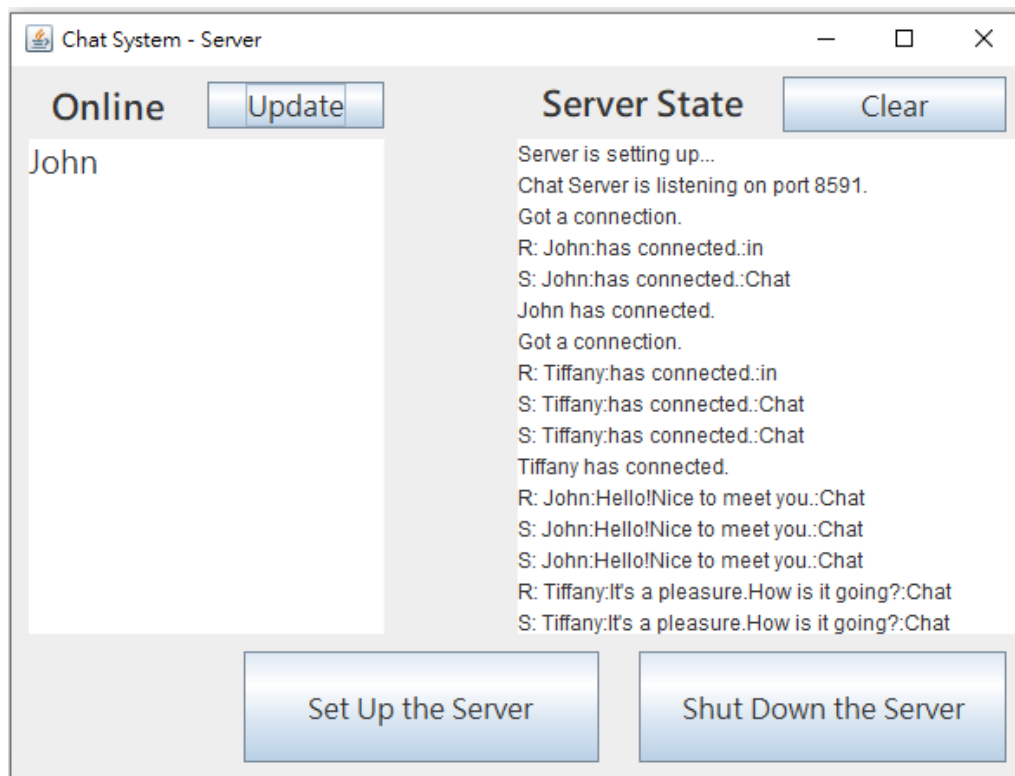 Chat System - Server
Online
Update
John
Server State
Clear
Server is setting up...
Chat Server is listening on port 8591.
Got a connection.
R: John:has connected.:in
S: John:has connected.:Chat
John has connected.
Got a connection.
R: Tiffany:has connected.:in
S: Tiffany:has connected.:Chat
S: Tiffany:has connected.:Chat
Tiffany has connected.
R: John:Hello!Nice to meet you.:Chat
S: John:Hello!Nice to meet you.:Chat
S: John:Hello!Nice to meet you.:Chat
R: Tiffany:It's a pleasure.How is it going?:Chat
S: Tiffany:It's a pleasure.How is it going?:Chat
Set Up the Server
Shut Down the Server